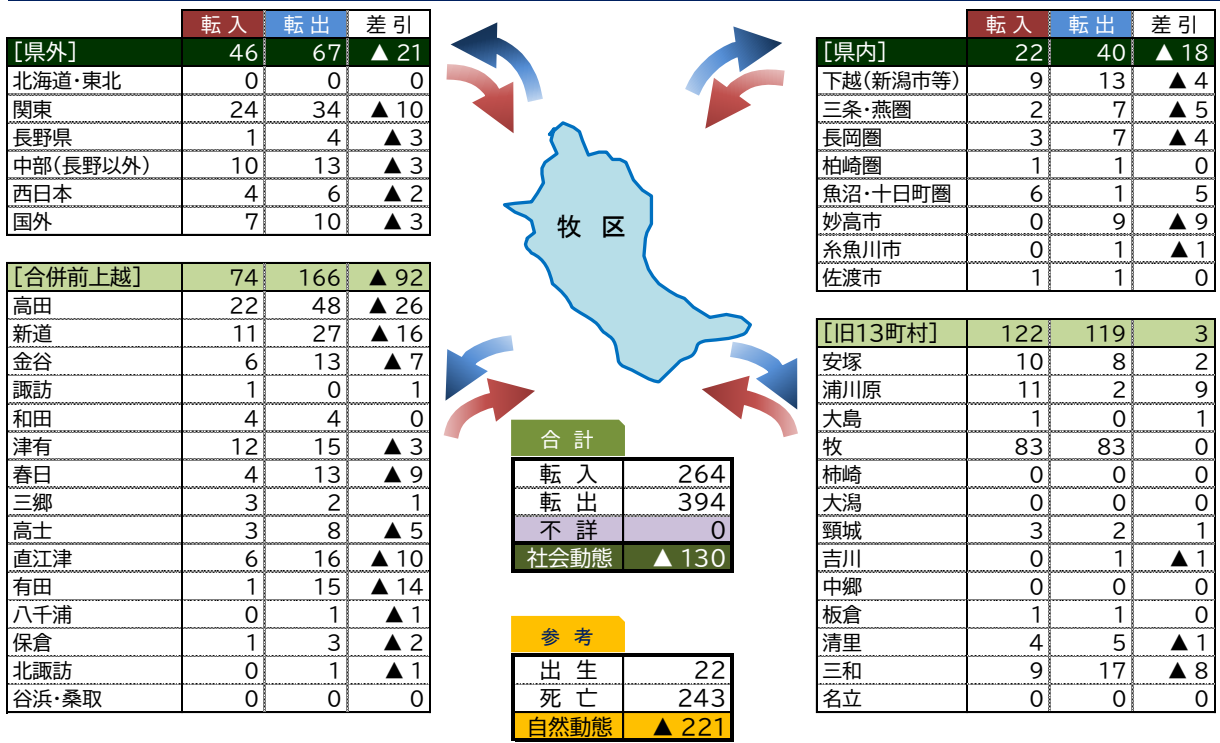 転 入 転 出 差 引
[県外] 46 67 ▲ 21
北海道・東北 0 0 0
関東 24 34 ▲ 10
長野県 1 4 ▲ 3
中部(長野以外) 10 13 ▲ 3
西日本 4 6 ▲ 2
国外 7 10 ▲ 3
[合併前上越] 74 166 ▲ 92
高田 22 48 ▲ 26
新道 11 27 ▲ 16
金谷 6 13 ▲ 7
諏訪 1 0 1
和田 4 4 0
津有 12 15 ▲ 3
春日 4 13 ▲ 9
三郷 3 2 1
高士 3 8 ▲ 5
直江津 6 16 ▲ 10
有田 1 15 ▲ 14
八千浦 0 1 ▲ 1
保倉 1 3 ▲ 2
北諏訪 0 1 ▲ 1
谷浜・桑取 0 0 0
牧 区
合 計
転 入 264
転 出 394
不 詳 0
社会動態 ▲ 130
参 考
出 生 22
死 亡 243
自然動態 ▲ 221
転 入 転 出 差 引
[県内] 22 40 ▲ 18
下越(新潟市等) 9 13 ▲ 4
三条・燕圏 2 7 ▲ 5
長岡圏 3 7 ▲ 4
柏崎圏 1 1 0
魚沼・十日町圏 6 1 5
妙高市 0 9 ▲ 9
糸魚川市 0 1 ▲ 1
佐渡市 1 1 0
[旧13町村] 122 119 3
安塚 10 8 2
浦川原 11 2 9
大島 1 0 1
牧 83 83 0
柿崎 0 0 0
大潟 0 0 0
頸城 3 2 1
吉川 0 1 ▲ 1
中郷 0 0 0
板倉 1 1 0
清里 4 5 ▲ 1
三和 9 17 ▲ 8
名立 0 0 0